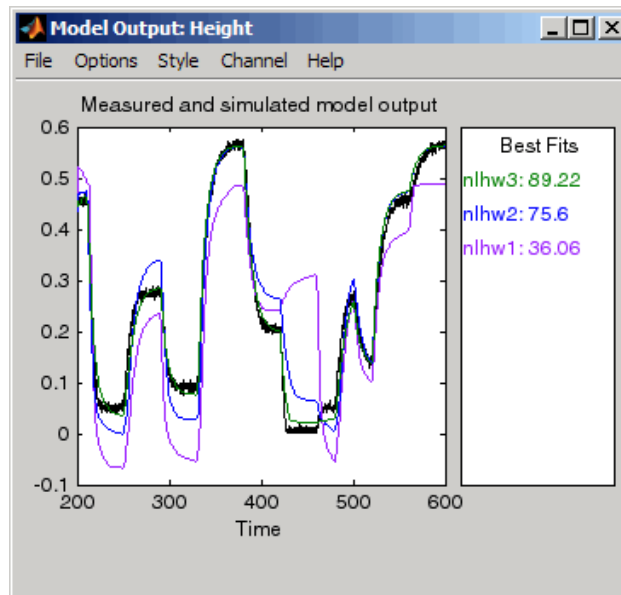 Model Output: Height
File Options Style Channel Help
Measured and simulated model output
0.6
0.5
0.4
0.3
0.2
0.1
0
-0.1
200 300 400 500 600
Time
Best Fits
nlhw3: 89.22
nlhw2: 75.6
nlhw1: 36.06